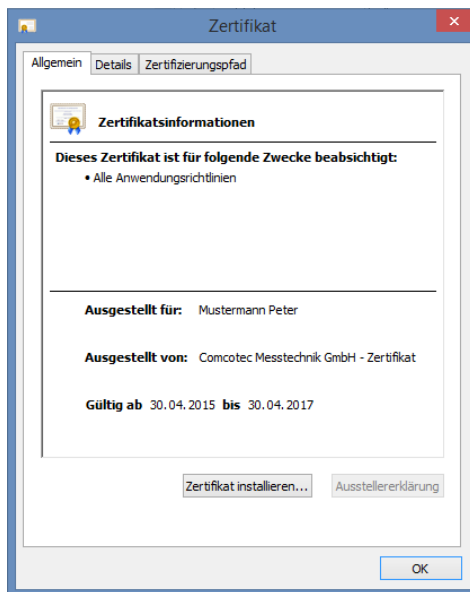 Zertifikat
Allgemein Details Zertifizierungspfad
Zertifikatsinformationen
Dieses Zertifikat ist für folgende Zwecke beabsichtigt:
• Alle Anwendungsrichtlinien
Ausgestellt für: Mustermann Peter
Ausgestellt von: Comcotec Messtechnik GmbH - Zertifikat
Gültig ab 30.04.2015 bis 30.04.2017
Zertifikat installieren... Ausstellererklärung
OK